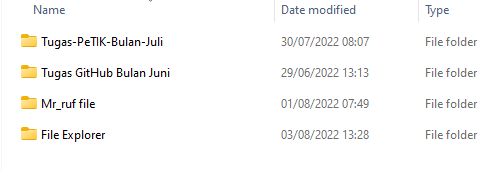 Name Date modified Type
Tugas-PeTIK-Bulan-Juli 30/07/2022 08:07 File folder
Tugas GitHub Bulan Juni 29/06/2022 13:13 File folder
Mr_ruf file 01/08/2022 07:49 File folder
File Explorer 03/08/2022 13:28 File folder